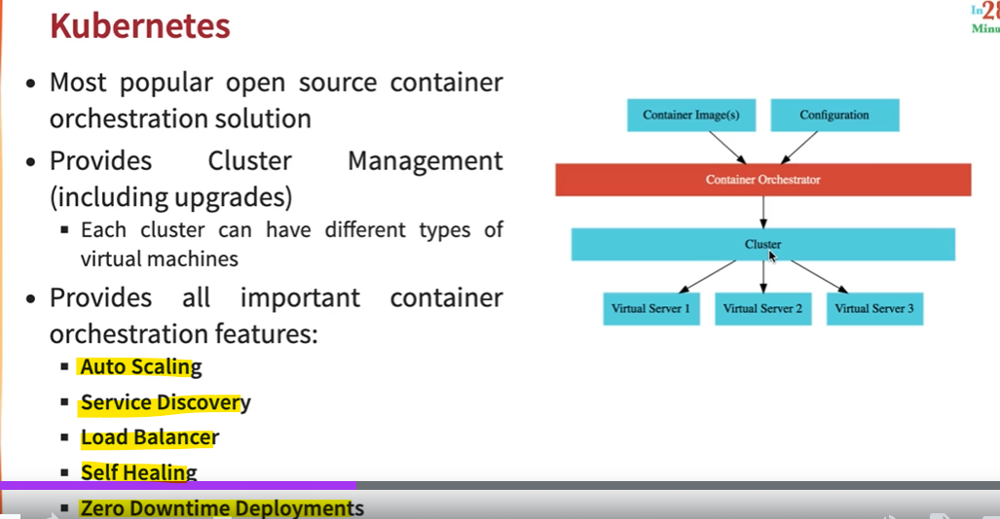 Kubernetes
In28
Minu
• Most popular open source container
orchestration solution
• Provides Cluster Management
(including upgrades)
▪ Each cluster can have different types of
virtual machines
• Provides all important container
orchestration features:
▪ Auto Scaling
▪ Service Discovery
▪ Load Balancer
▪ Self Healing
▪ Zero Downtime Deployments
Container Image(s) Configuration
Container Orchestrator
Cluster
Virtual Server 1 Virtual Server 2 Virtual Server 3